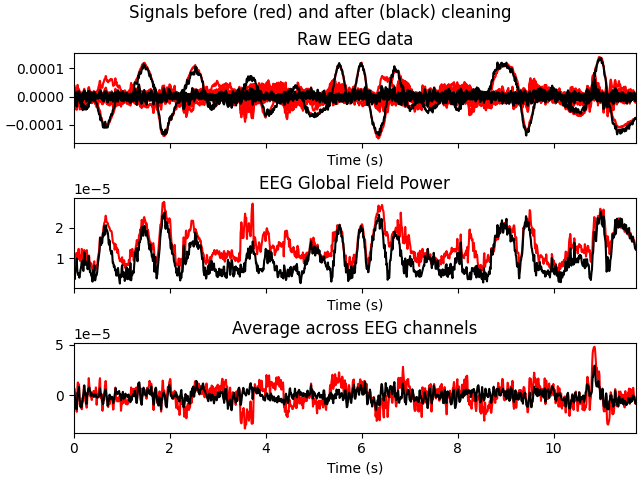 Signals before (red) and after (black) cleaning
Raw EEG data
0.0001
0.0000
−0.0001
Time (s)
EEG Global Field Power
1e−5
2
1
Time (s)
Average across EEG channels
1e−5
5
0
0 2 4 6 8 10
Time (s)